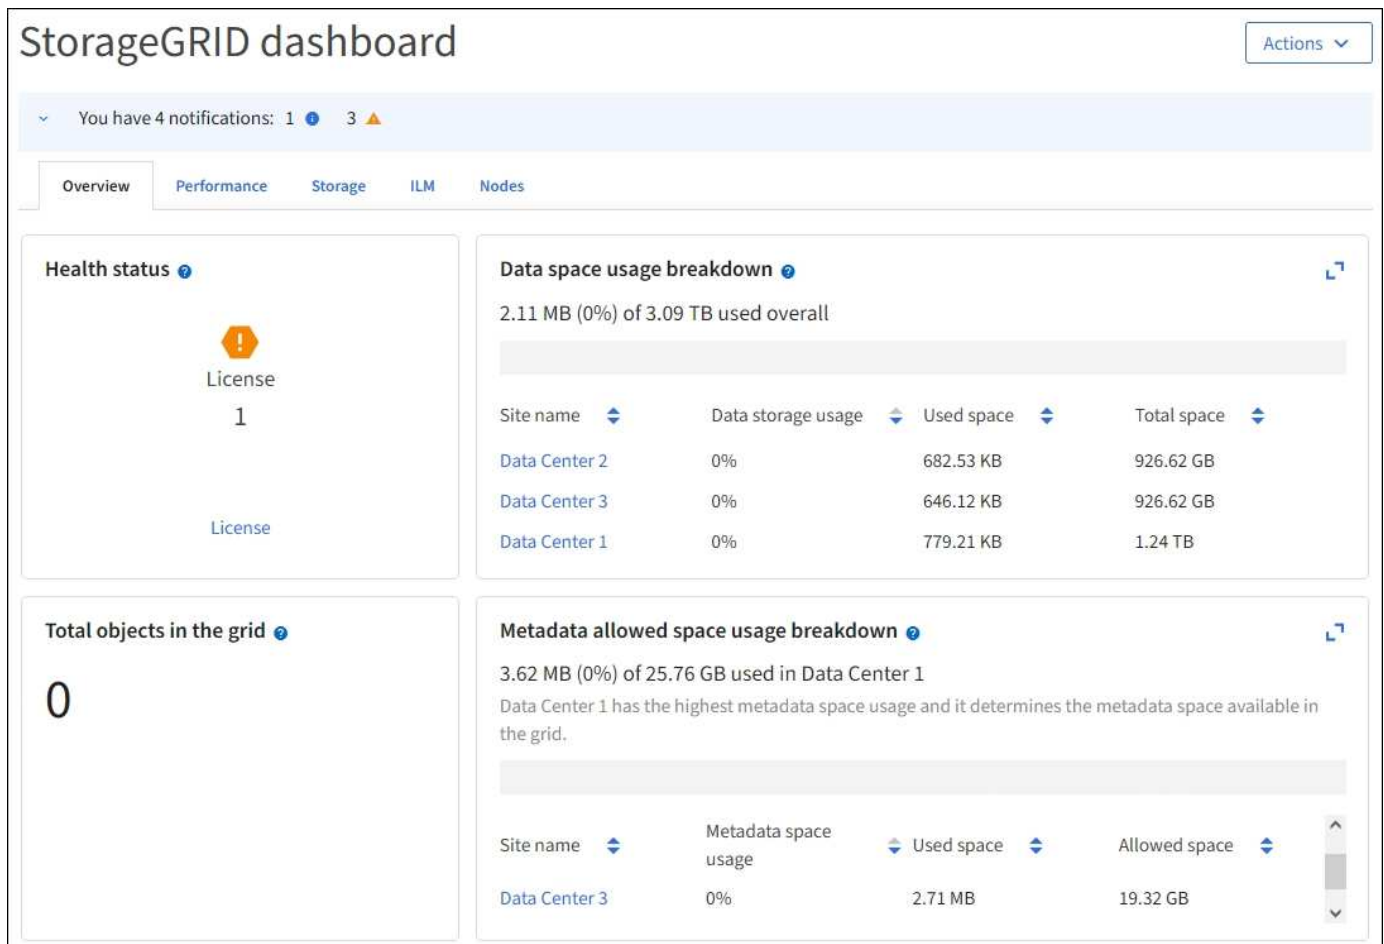 StorageGRID dashboard
Actions
You have 4 notifications: 1 3
Overview Performance Storage ILM Nodes
Health status
License
1
License
Data space usage breakdown
2.11 MB (0%) of 3.09 TB used overall
Site name Data storage usage Used space Total space
Data Center 2 0% 682.53 KB 926.62 GB
Data Center 3 0% 646.12 KB 926.62 GB
Data Center 1 0% 779.21 KB 1.24 TB
Total objects in the grid
0
Metadata allowed space usage breakdown
3.62 MB (0%) of 25.76 GB used in Data Center 1
Data Center 1 has the highest metadata space usage and it determines the metadata space available in
the grid.
Site name Metadata space usage Used space Allowed space
Data Center 3 0% 2.71 MB 19.32 GB